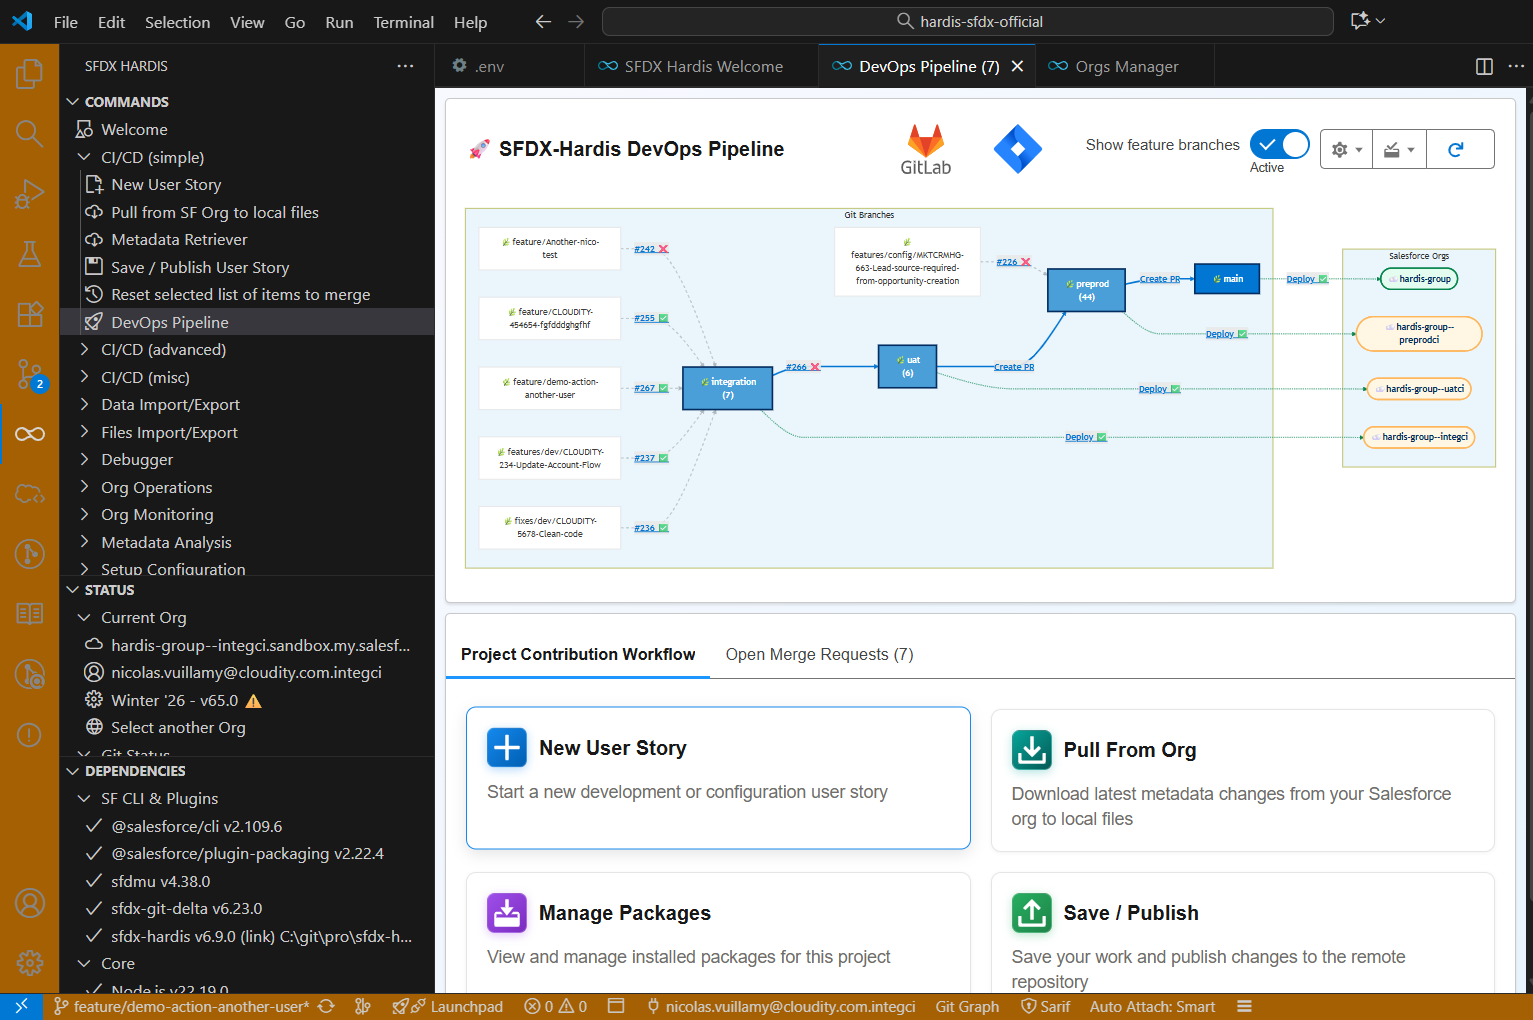 File Edit Selection View Go Run Terminal Help
hardis-sfdx-official
SFDX HARDIS
COMMANDS
Welcome
CI/CD (simple)
New User Story
Pull from SF Org to local files
Metadata Retriever
Save / Publish User Story
Reset selected list of items to merge
DevOps Pipeline
CI/CD (advanced)
CI/CD (misc)
Data Import/Export
Files Import/Export
Debugger
Org Operations
Org Monitoring
Metadata Analysis
Setup Configuration
2
STATUS
Current Org
hardis-group--integci.sandbox.my.salesf...
nicolas.vuillamy@cloudity.com.integci
Winter '26 - v65.0
Select another Org
Git Status
DEPENDENCIES
SF CLI & Plugins
@salesforce/cli v2.109.6
@salesforce/plugin-packaging v2.22.4
sfdmu v4.38.0
sfdx-git-delta v6.23.0
sfdx-hardis v6.9.0 (link) C:\git\pro\sfdx-h...
Core
Node.js v22.19.0
.env
SFDX Hardis Welcome
DevOps Pipeline (7)
Orgs Manager
SFDX-Hardis DevOps Pipeline
GitLab
Show feature branches
Active
Git Branches
feature/Another-nico-
test
#242
feature/CLOUDITY-
454654-fgfdddghgfhf
#255
feature/demo-action-
another-user
#267
features/dev/CLOUDITY-
234-Update-Account-Flow
#237
fixes/dev/CLOUDITY-
5678-Clean-code
#236
integration
(7)
#266
uat
(6)
Create PR
features/config/MKTCRMHG-
663-Lead-source-required-
from-opportunity-creation
#226
preprod
(44)
Create PR
main
Deploy
Deploy
Deploy
Deploy
Salesforce Orgs
hardis-group
hardis-group--
preprodci
hardis-group--uatci
hardis-group--integci
Project Contribution Workflow
Open Merge Requests (7)
New User Story
Start a new development or configuration user story
Pull From Org
Download latest metadata changes from your Salesforce
org to local files
Manage Packages
View and manage installed packages for this project
Save / Publish
Save your work and publish changes to the remote
repository
feature/demo-action-another-user*
Launchpad
0
0
nicolas.vuillamy@cloudity.com.integci
Git Graph
Sarif
Auto Attach: Smart